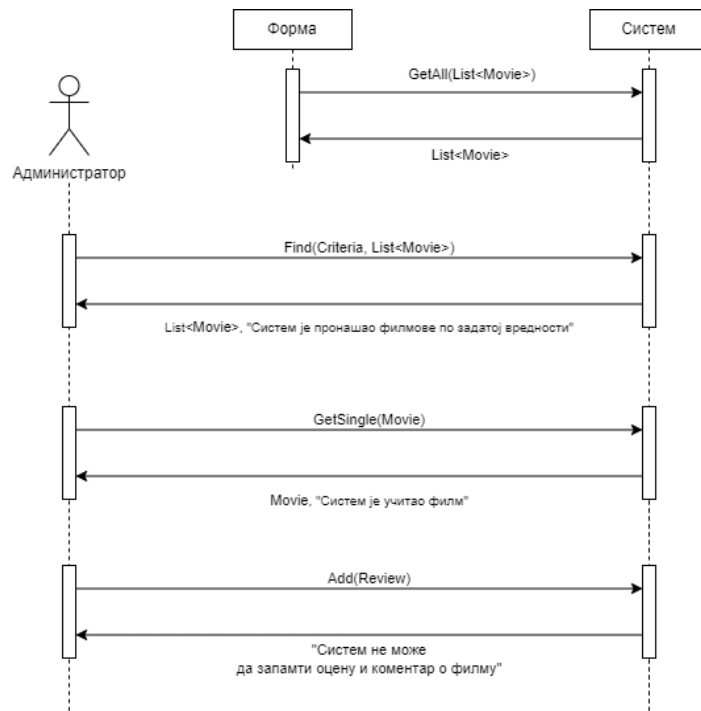 Форма
Систем
GetAll(List<Movie>)
List<Movie>
Администратор
Find(Criteria, List<Movie>)
List<Movie>, "Систем је пронашао филмове по задатој вредности"
GetSingle(Movie)
Movie, "Систем је учитао филм"
Add(Review)
"Систем не може
да запамти оцену и коментар о филму"